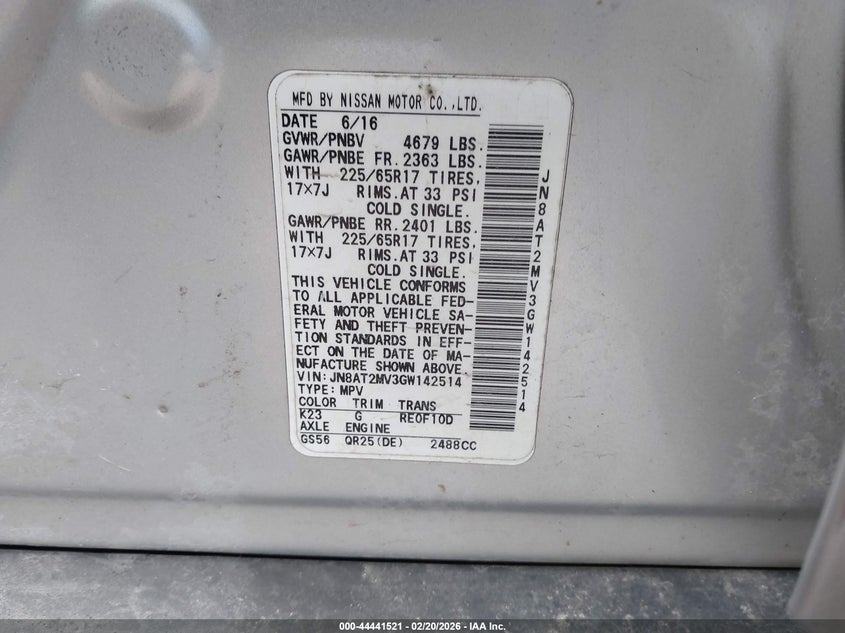 MFD BY NISSAN MOTOR CO.,LTD.
DATE 6/16
GVWR/PNBV 4679 LBS.
GAWR/PNBE FR. 2363 LBS.
WITH 225/65R17 TIRES,
17X7J RIMS.AT 33 PSI
COLD SINGLE.
GAWR/PNBE RR. 2401 LBS.
WITH 225/65R17 TIRES,
17X7J RIMS.AT 33 PSI
COLD SINGLE.
THIS VEHICLE CONFORMS
TO ALL APPLICABLE FED-
ERAL MOTOR VEHICLE SA-
FETY AND THEFT PREVEN-
TION STANDARDS IN EFF-
ECT ON THE DATE OF MA-
NUFACTURE SHOWN ABOVE.
VIN: JN8AT2MV3GW142514
TYPE: MPV
COLOR TRIM TRANS
K23 G RE0F10D
AXLE ENGINE
GS56 QR25(DE) 2488CC
JN8AT2MV3GW142514
000-44441521 - 02/20/2026 - IAA Inc.